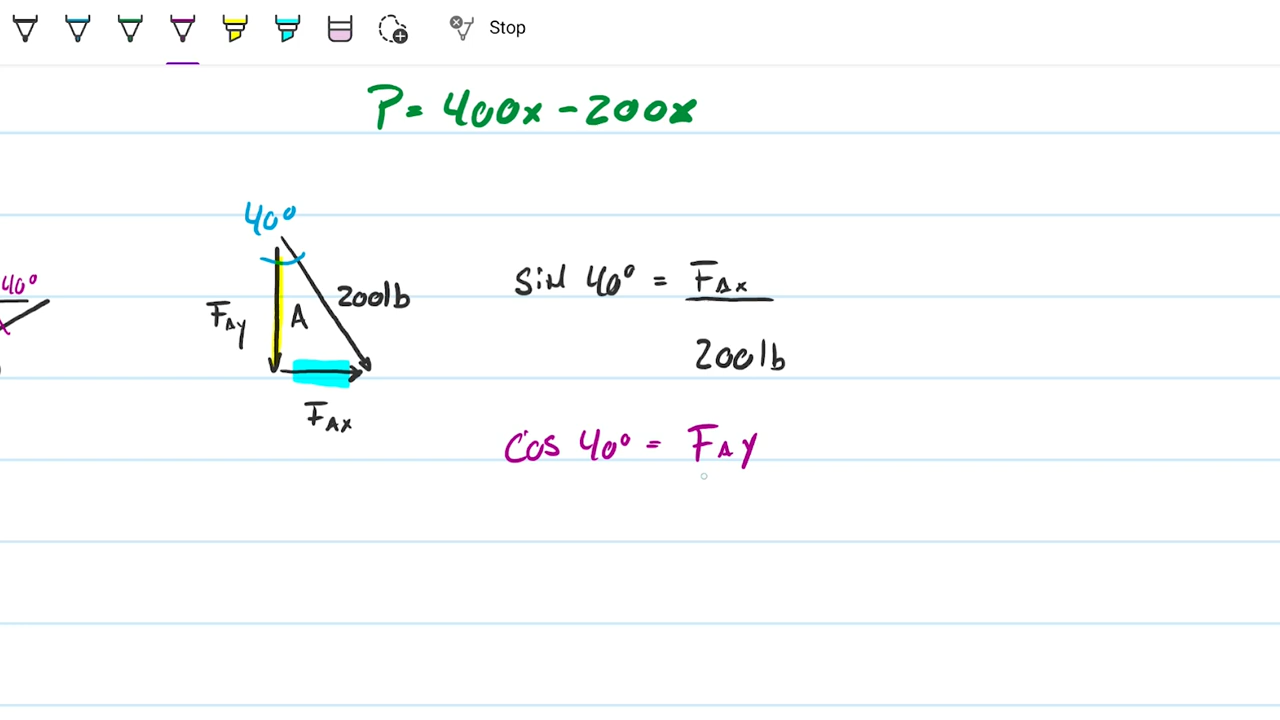 Stop
P = 400x - 200x
40°
40°
FAy
A
200lb
FAx
sin 40° = FAx
200lb
cos 40° = FAy